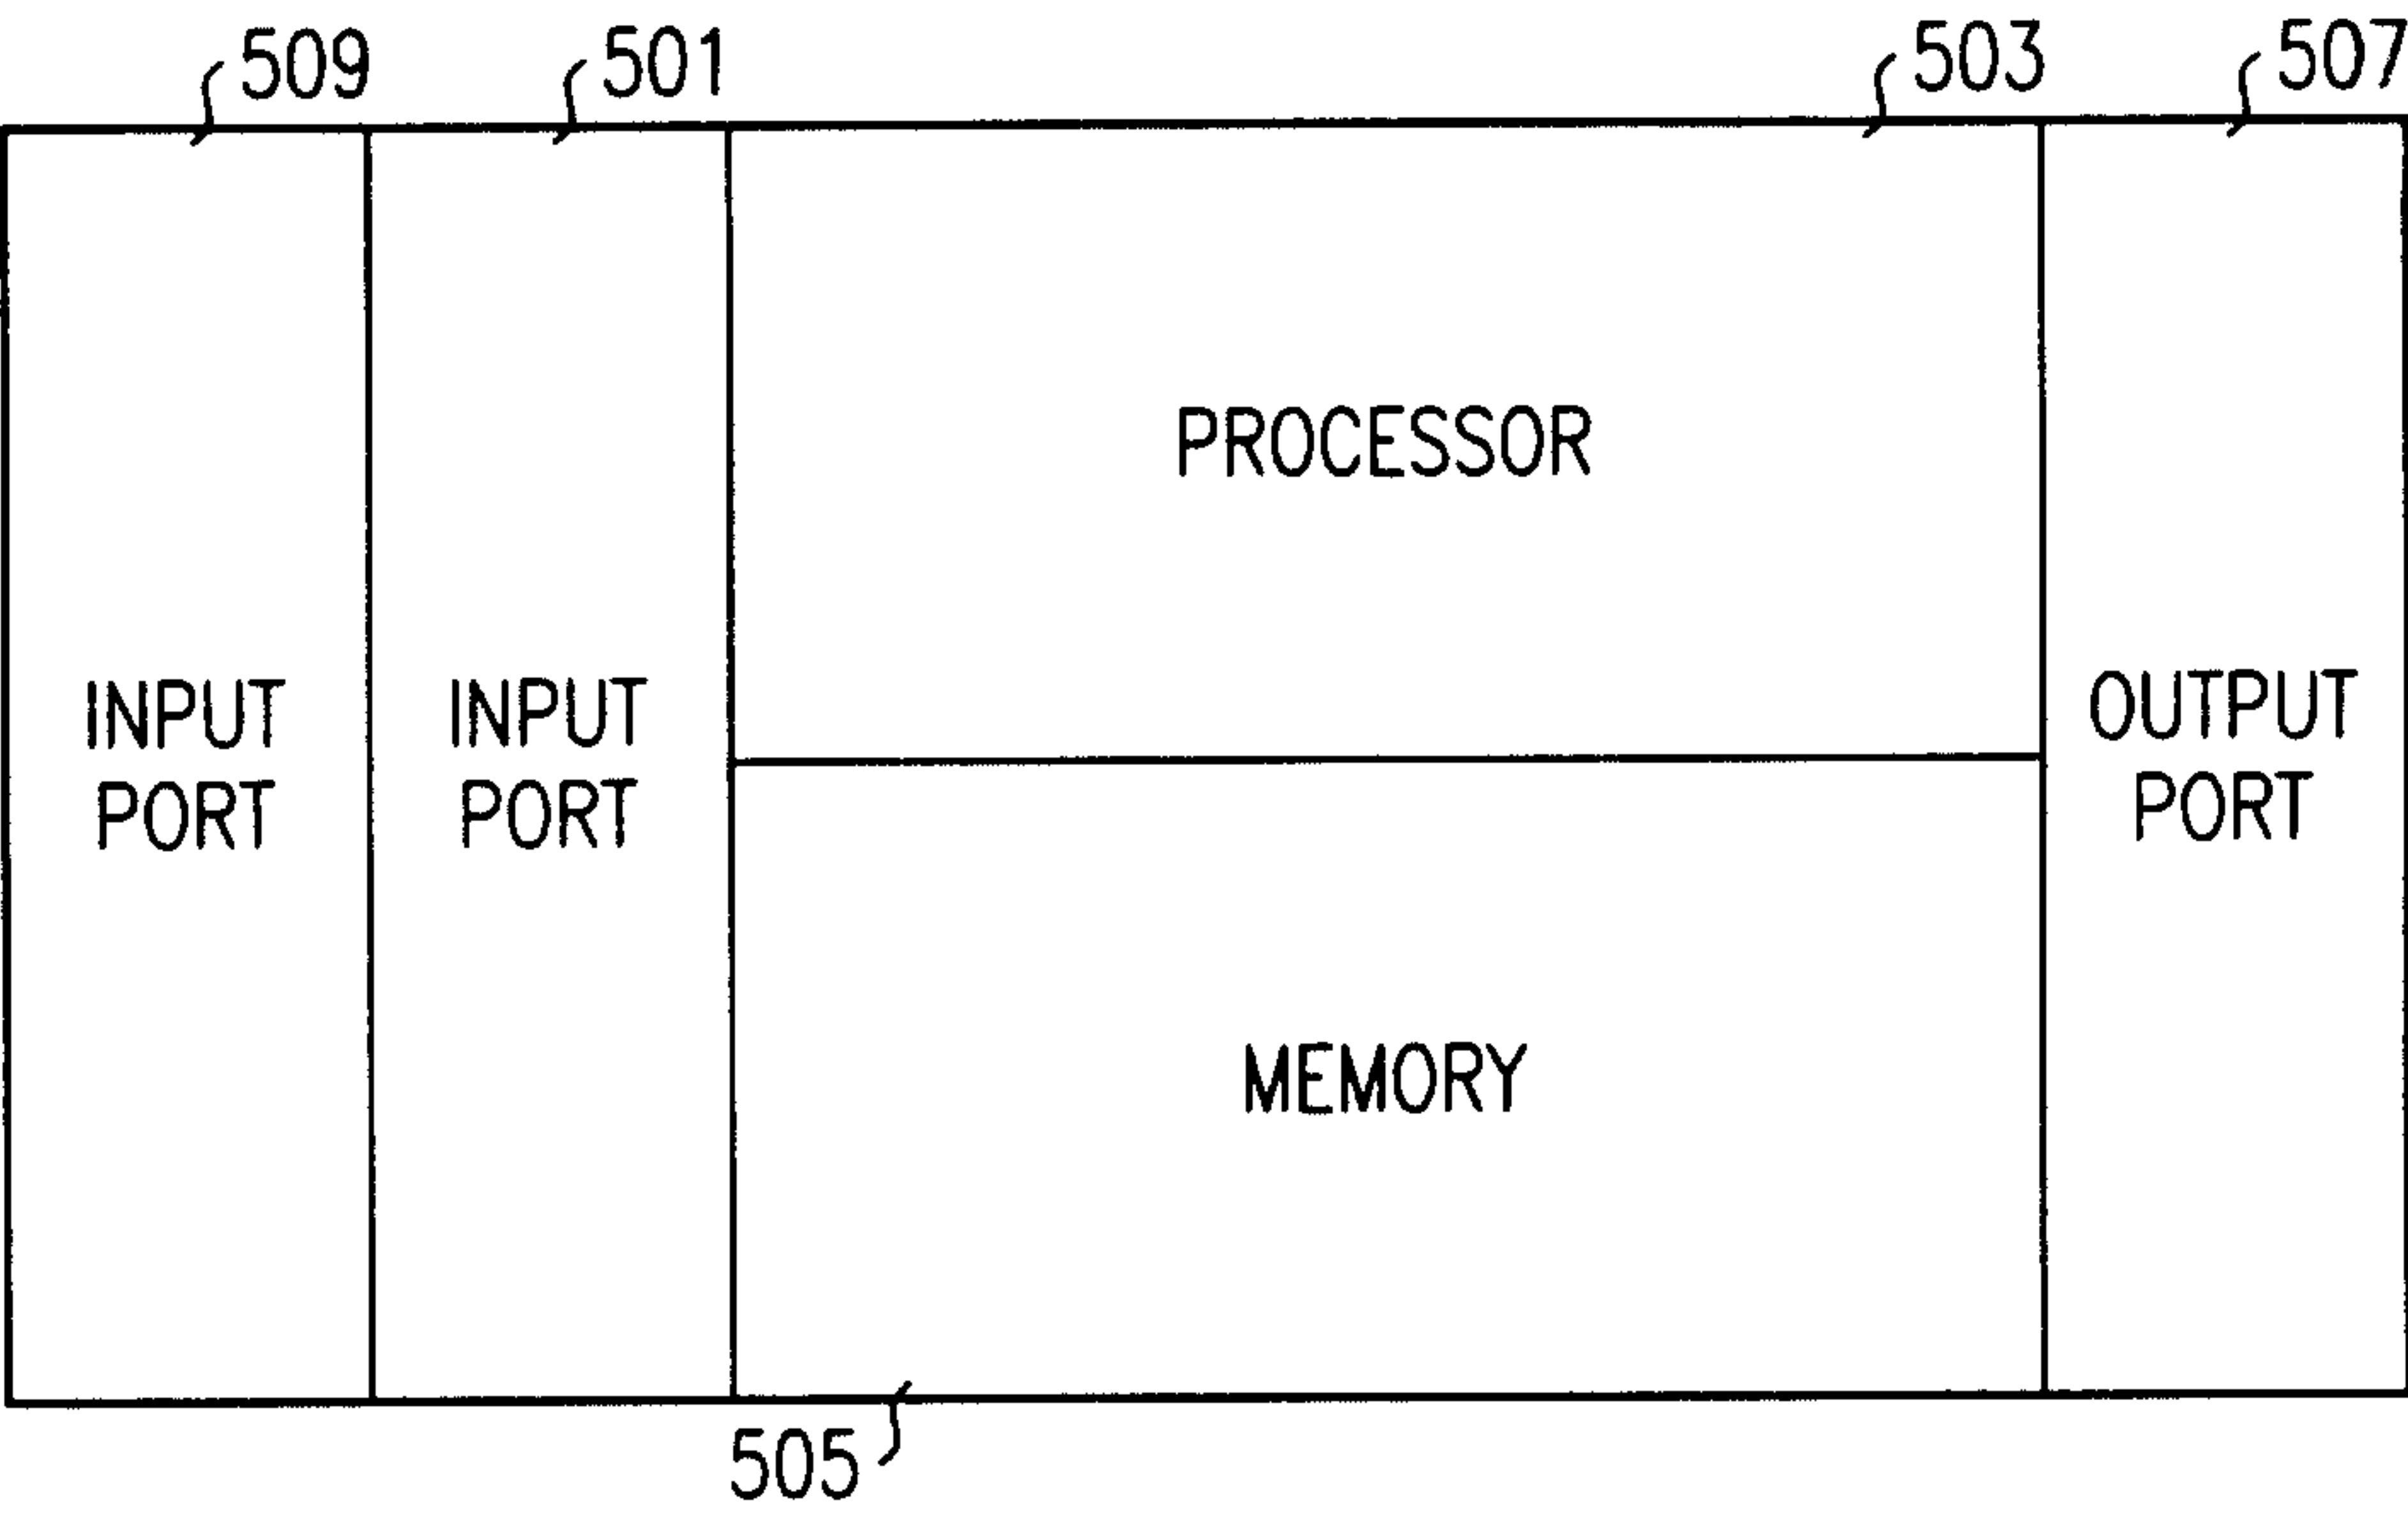 509
501
503
507
PROCESSOR
INPUT
PORT
INPUT
PORT
OUTPUT
PORT
MEMORY
505